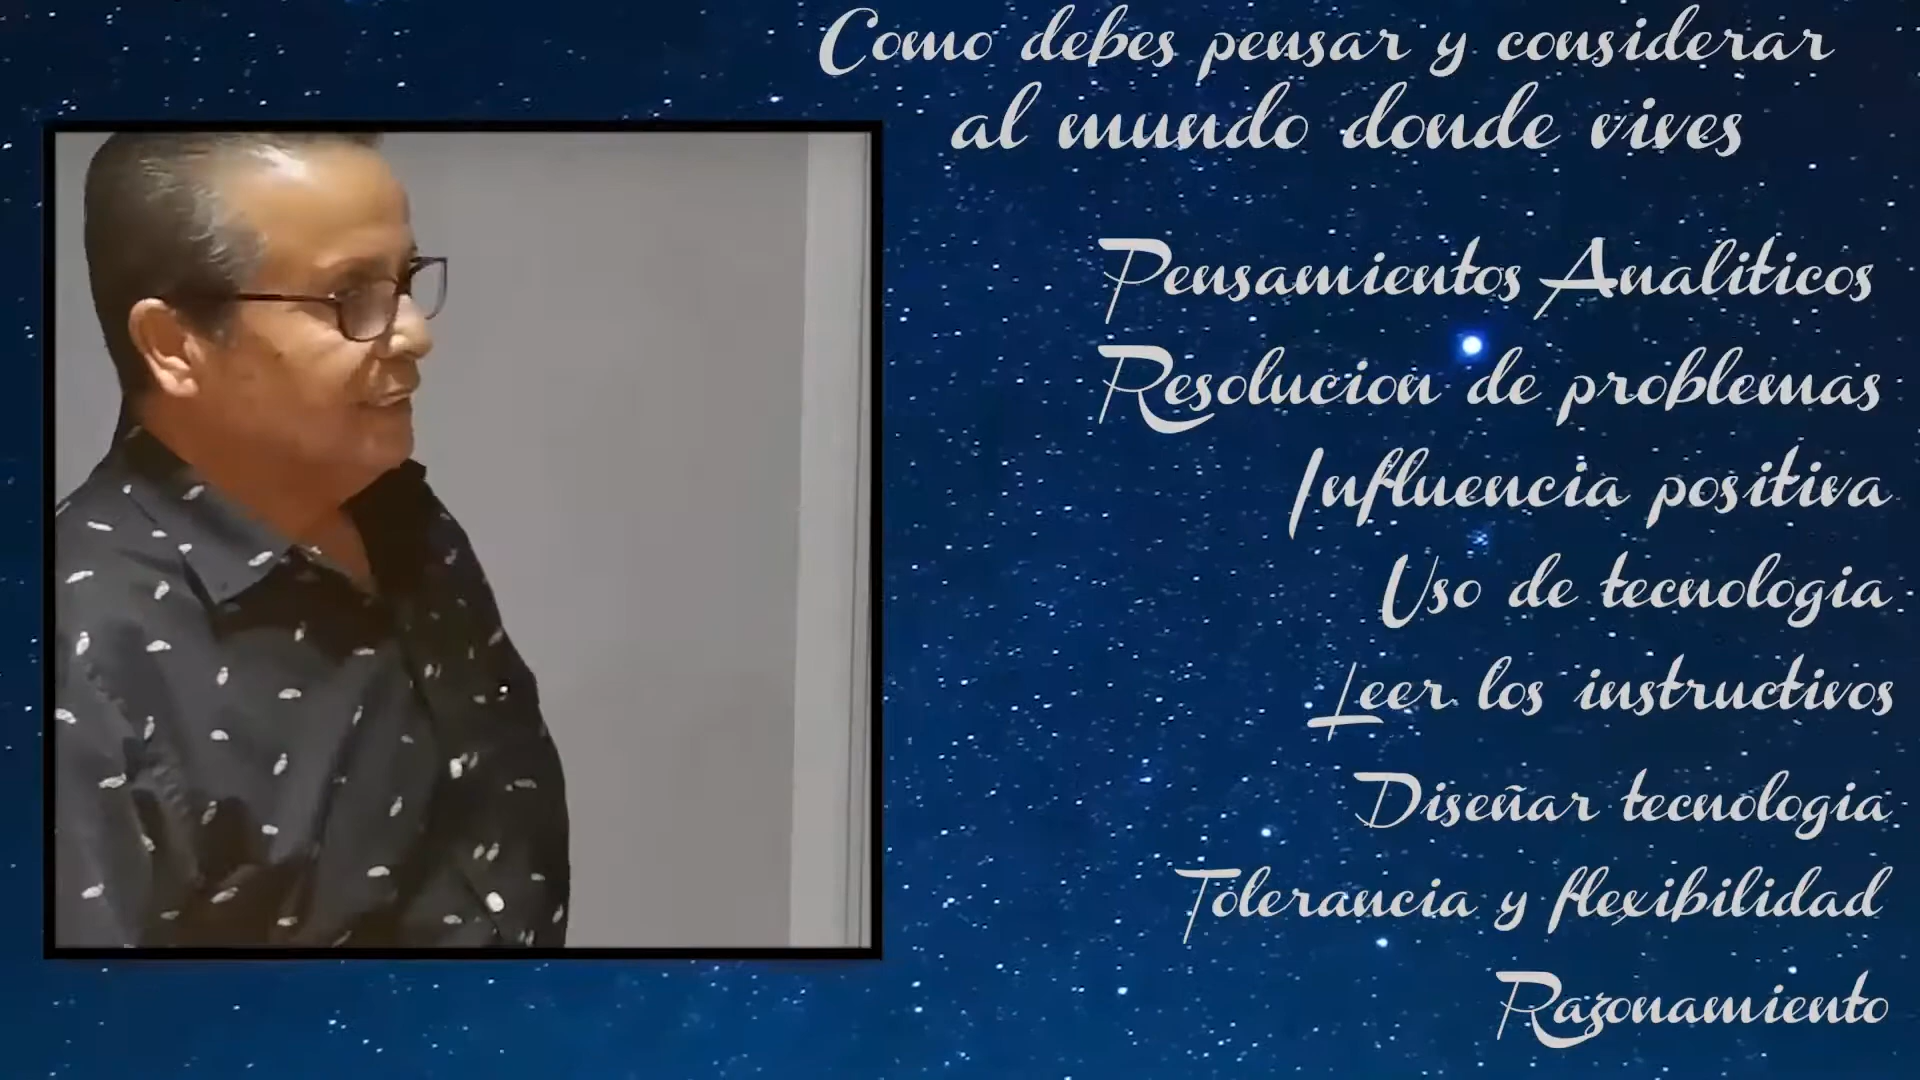 Como debes pensar y considerar
al mundo donde vives
Pensamientos Analiticos
Resolucion de problemas
Influencia positiva
Uso de tecnologia
Leer los instructivos
Diseñar tecnologia
Tolerancia y flexibilidad
Razonamiento